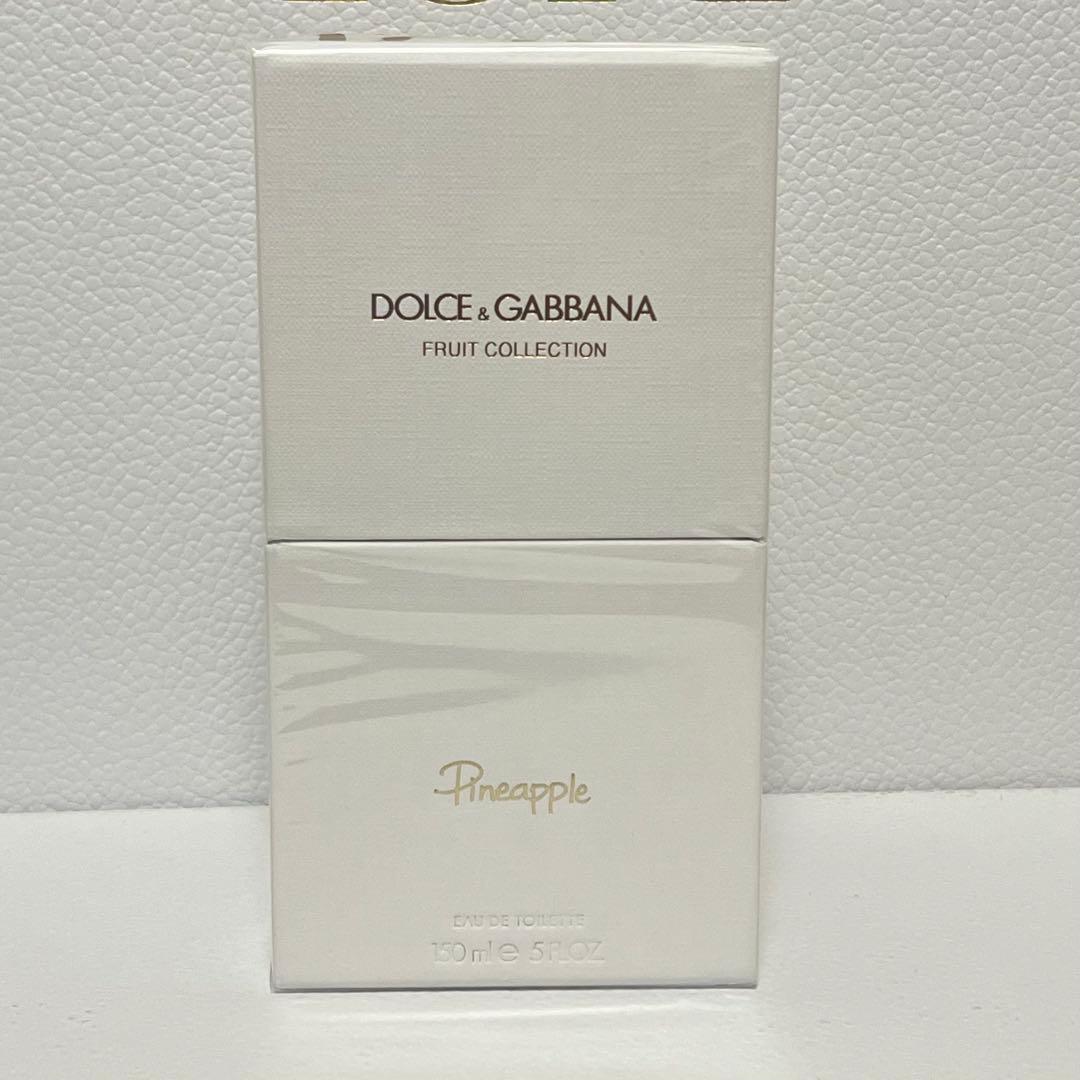 DOLCE & GABBANA
FRUIT COLLECTION
Pineapple
EAU DE TOILETTE
150 ml e 5 FL.OZ